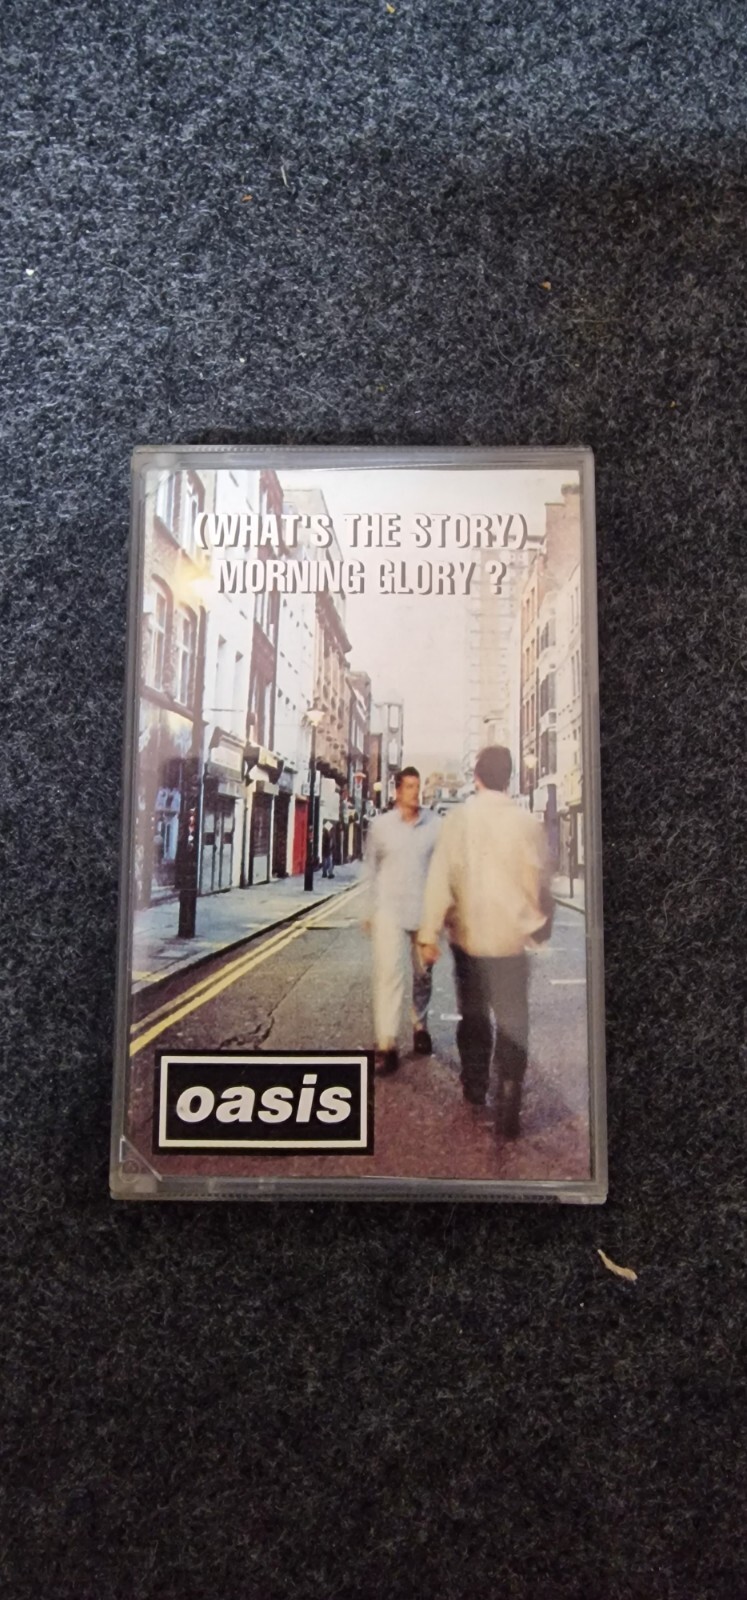 (WHAT'S THE STORY)
MORNING GLORY ?
oasis